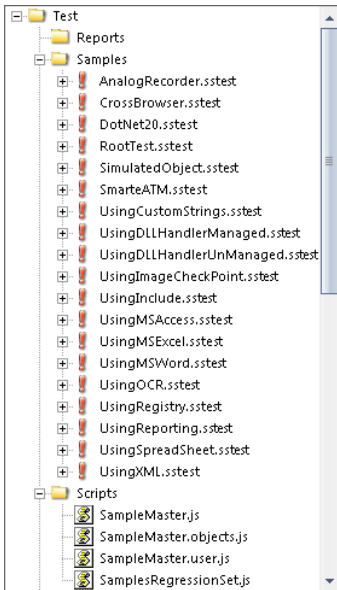 Test
Reports
Samples
AnalogRecorder.sstest
CrossBrowser.sstest
DotNet20.sstest
RootTest.sstest
SimulatedObject.sstest
SmarteATM.sstest
UsingCustomStrings.sstest
UsingDLLHandlerManaged.sstest
UsingDLLHandlerUnManaged.sstest
UsingImageCheckPoint.sstest
UsingInclude.sstest
UsingMSAccess.sstest
UsingMSExcel.sstest
UsingMSWord.sstest
UsingOCR.sstest
UsingRegistry.sstest
UsingReporting.sstest
UsingSpreadSheet.sstest
UsingXML.sstest
Scripts
SampleMaster.js
SampleMaster.objects.js
SampleMaster.user.js
SamplesRegressionSet.js